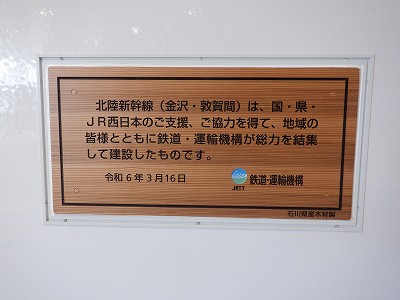 北陸新幹線（金沢・敦賀間）は、国・県・
ＪＲ西日本のご支援、ご協力を得て、地域の
皆様とともに鉄道・運輸機構が総力を結集
して建設したものです。
令和６年３月16日
JRTT 鉄道・運輸機構
石川県産木材製